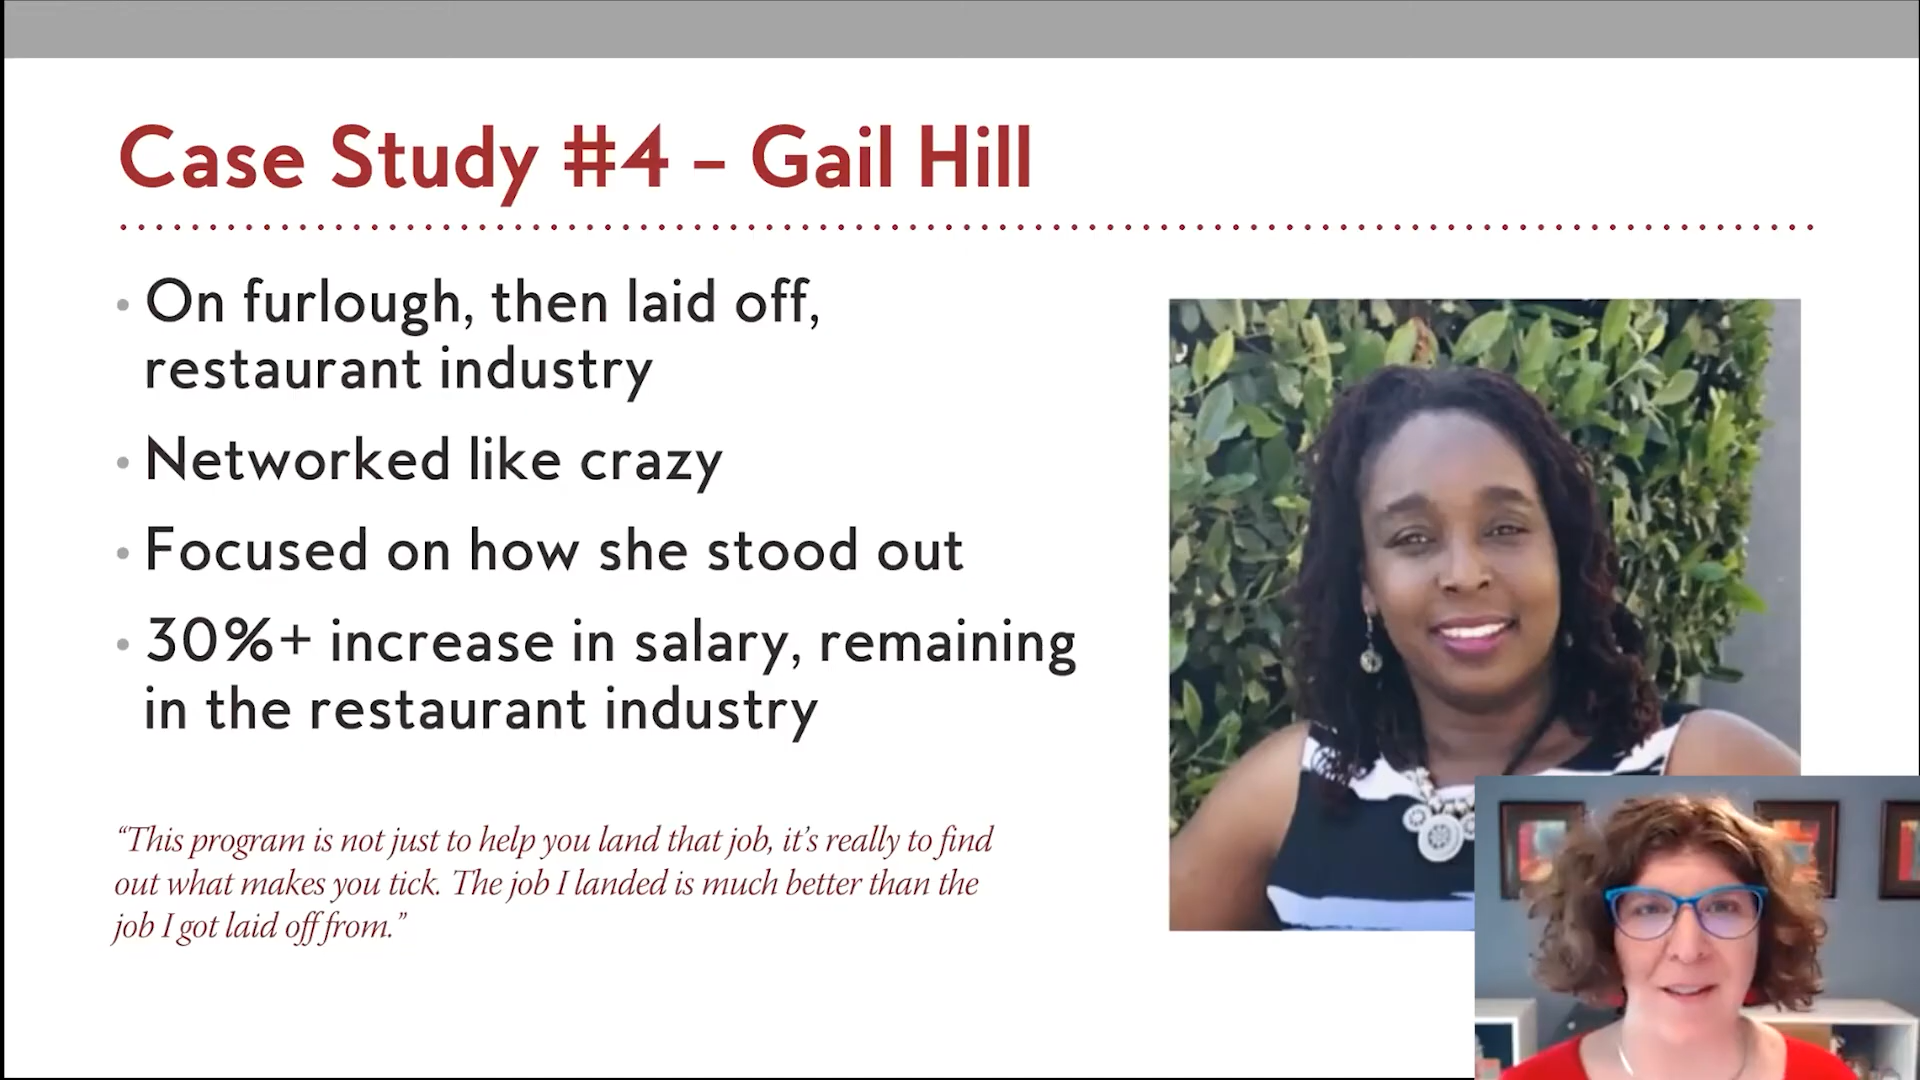 Case Study #4 – Gail Hill
• On furlough, then laid off,
restaurant industry
• Networked like crazy
• Focused on how she stood out
• 30%+ increase in salary, remaining
in the restaurant industry
“This program is not just to help you land that job, it’s really to find
out what makes you tick. The job I landed is much better than the
job I got laid off from.”